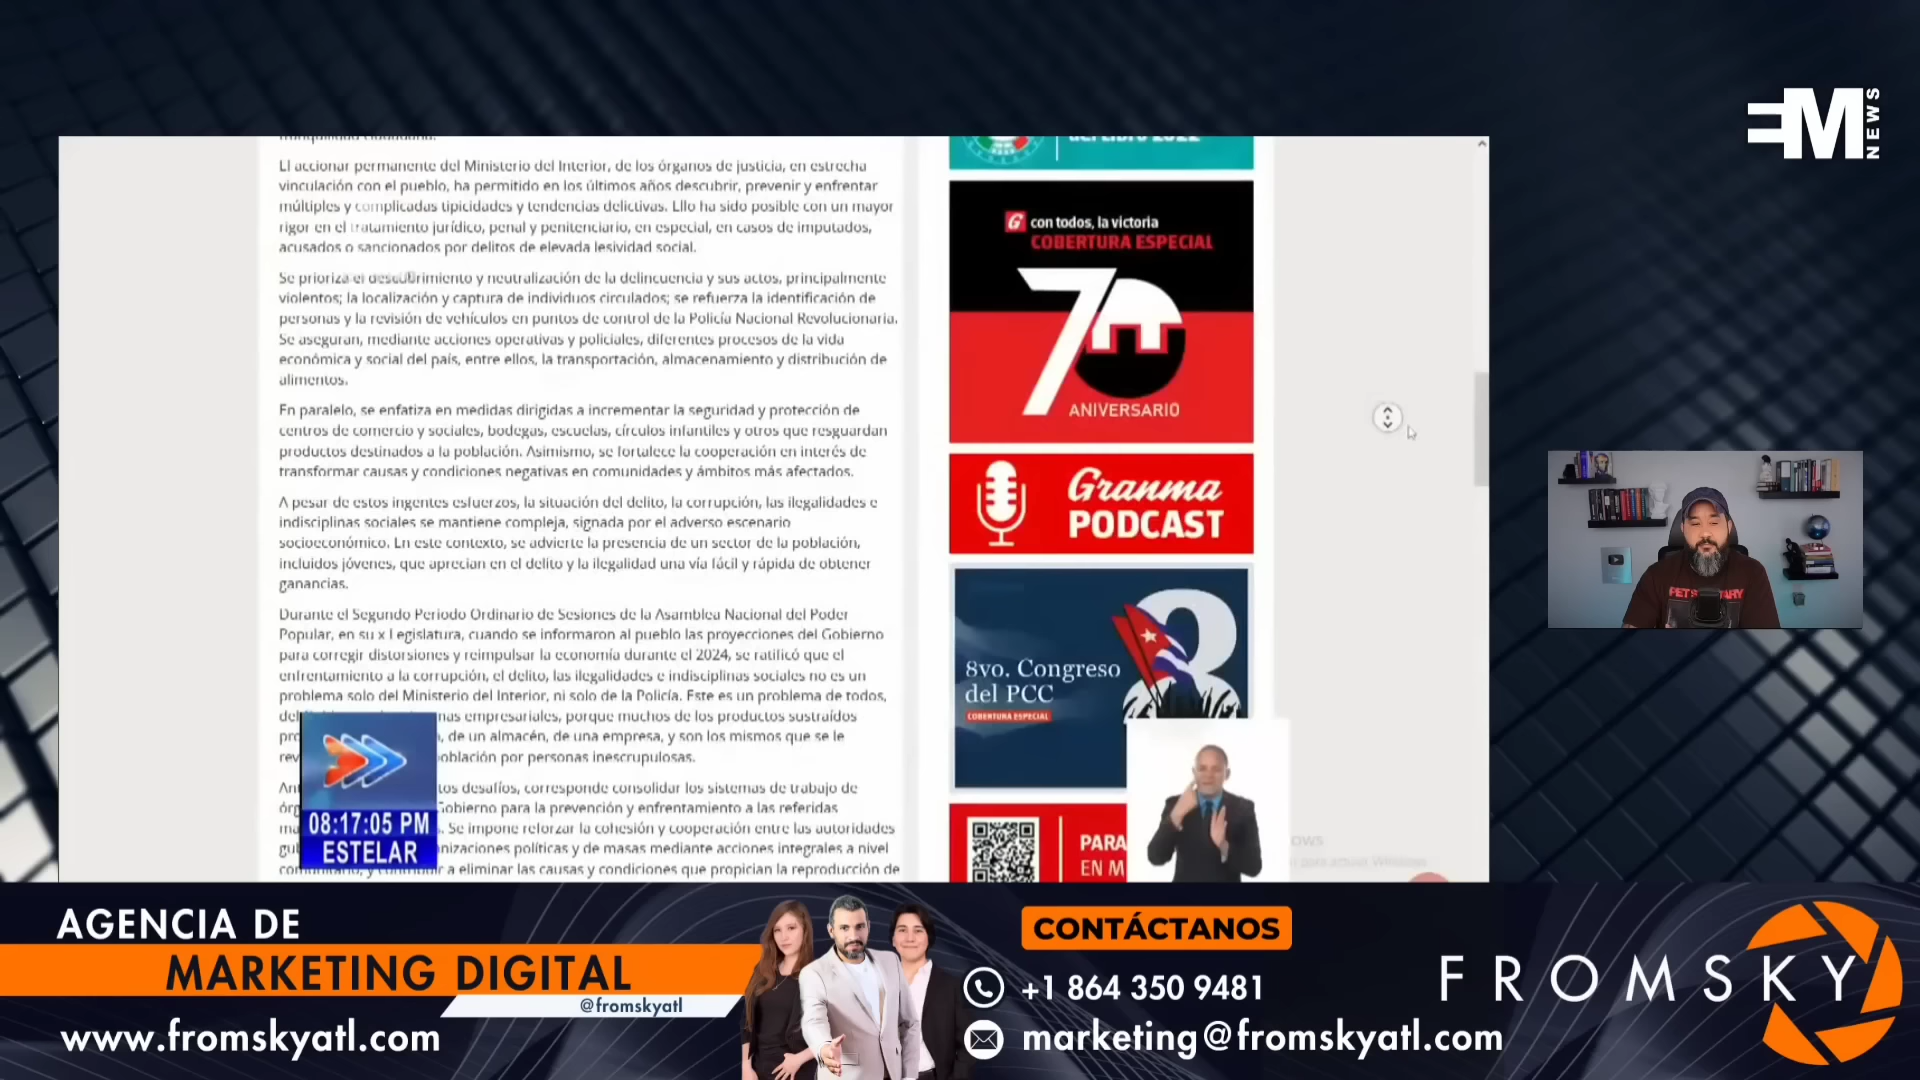 EM NEWS
tranquilidad ciudadana.
El accionar permanente del Ministerio del Interior, de los órganos de justicia, en estrecha
vinculación con el pueblo, ha permitido en los últimos años descubrir, prevenir y enfrentar
múltiples y complicadas tipicidades y tendencias delictivas. Ello ha sido posible con un mayor
rigor en el tratamiento jurídico, penal y penitenciario, en especial, en casos de imputados,
acusados o sancionados por delitos de elevada lesividad social.
Se prioriza el descubrimiento y neutralización de la delincuencia y sus actos, principalmente
violentos; la localización y captura de individuos circulados; se refuerza la identificación de
personas y la revisión de vehículos en puntos de control de la Policía Nacional Revolucionaria.
Se aseguran, mediante acciones operativas y policiales, diferentes procesos de la vida
económica y social del país, entre ellos, la transportación, almacenamiento y distribución de
alimentos.
En paralelo, se enfatiza en medidas dirigidas a incrementar la seguridad y protección de
centros de comercio y sociales, bodegas, escuelas, círculos infantiles y otros que resguardan
productos destinados a la población. Asimismo, se fortalece la cooperación en interés de
transformar causas y condiciones negativas en comunidades y ámbitos más afectados.
A pesar de estos ingentes esfuerzos, la situación del delito, la corrupción, las ilegalidades e
indisciplinas sociales se mantiene compleja, signada por el adverso escenario
socioeconómico. En este contexto, se advierte la presencia de un sector de la población,
incluidos jóvenes, que aprecian en el delito y la ilegalidad una vía fácil y rápida de obtener
ganancias.
Durante el Segundo Periodo Ordinario de Sesiones de la Asamblea Nacional del Poder
Popular, en su x Legislatura, cuando se informaron al pueblo las proyecciones del Gobierno
para corregir distorsiones y reimpulsar la economía durante el 2024, se ratificó que el
enfrentamiento a la corrupción, el delito, las ilegalidades e indisciplinas sociales no es un
problema solo del Ministerio del Interior, ni solo de la Policía. Este es un problema de todos,
del mas empresariales, porque muchos de los productos sustraídos
pro , de un almacén, de una empresa, y son los mismos que se le
rev oblación por personas inescrupulosas.
An tos desafíos, corresponde consolidar los sistemas de trabajo de
órg Gobierno para la prevención y enfrentamiento a las referidas
ma . Se impone reforzar la cohesión y cooperación entre las autoridades
gu nizaciones políticas y de masas mediante acciones integrales a nivel
a eliminar las causas y condiciones que propician la reproducción de
08:17:05 PM
ESTELAR
del Libro 2022
G con todos, la victoria
COBERTURA ESPECIAL
70
ANIVERSARIO
Granma
PODCAST
8
8vo. Congreso
del PCC
COBERTURA ESPECIAL
PARA
EN M
PETS
AGENCIA DE
MARKETING DIGITAL
@fromskyatl
www.fromskyatl.com
CONTÁCTANOS
+1 864 350 9481
marketing@fromskyatl.com
FROMSKY